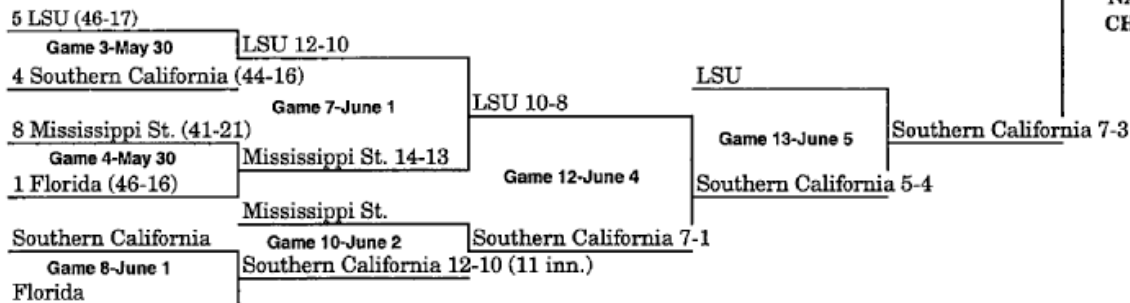 5 LSU (46-17)
Game 3-May 30
LSU 12-10
4 Southern California (44-16)
Game 7-June 1
LSU 10-8
LSU
8 Mississippi St. (41-21)
Game 4-May 30
Mississippi St. 14-13
1 Florida (46-16)
Game 12-June 4
Game 13-June 5
Southern California 7-3
Southern California 5-4
Mississippi St.
Southern California
Game 10-June 2
Southern California 7-1
Game 8-June 1
Southern California 12-10 (11 inn.)
Florida